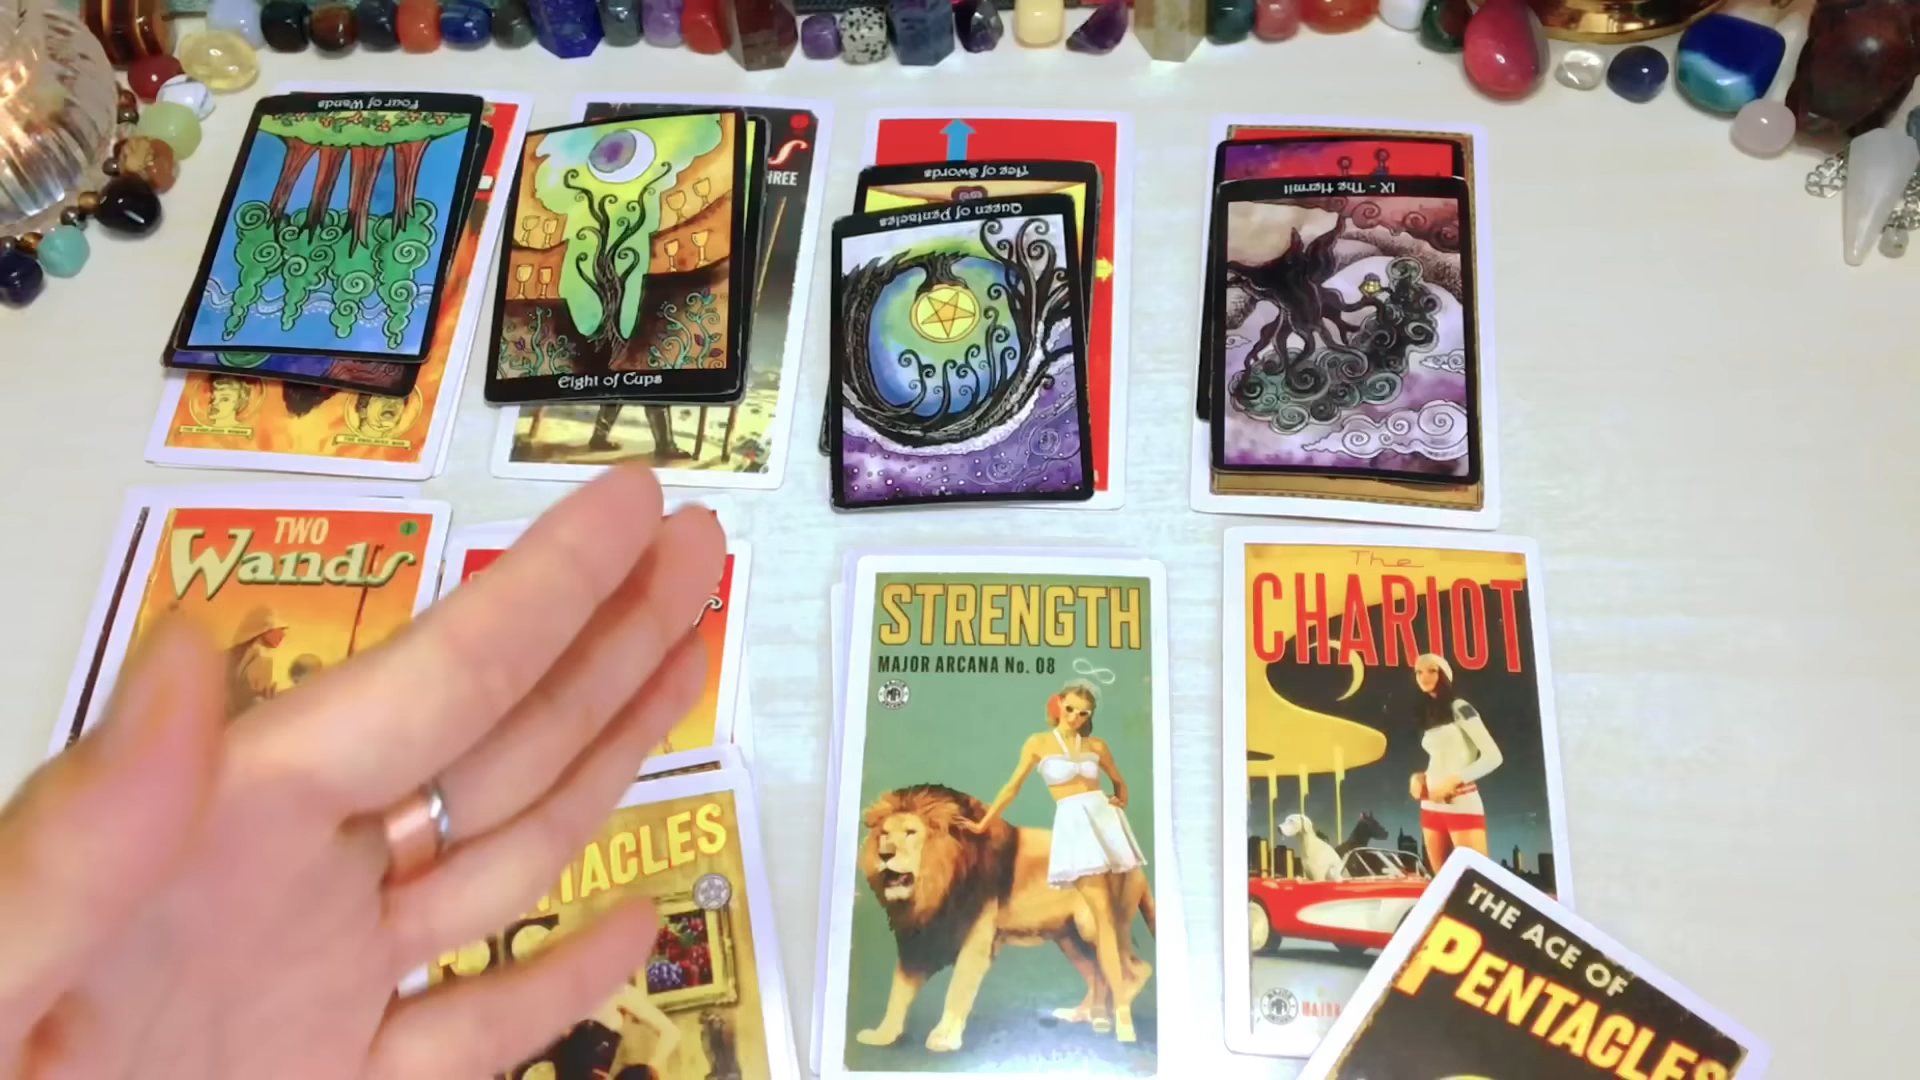 Four of Wands
THREE
Eight of Cups
Ace of Swords
Queen of Pentacles
IX - The Hermit
TWO
Wands
STRENGTH
MAJOR ARCANA No. 08
The
CHARIOT
THE ACE OF
PENTACLES